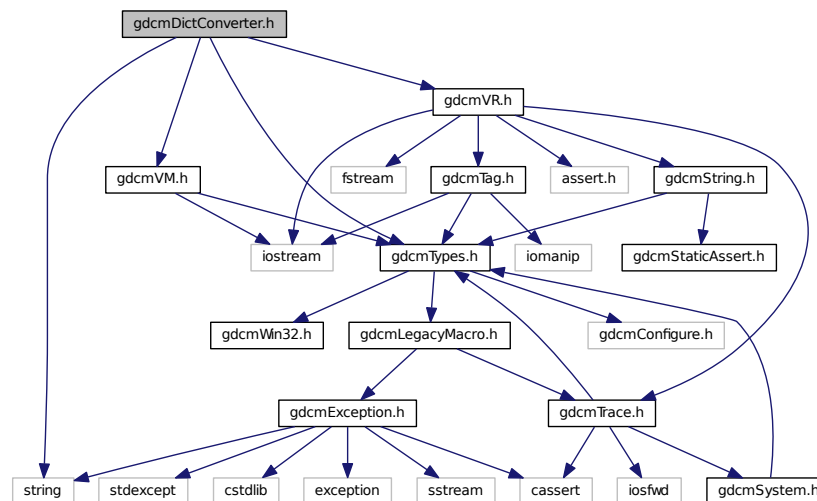 gdcmDictConverter.h
gdcmVR.h
gdcmVM.h
fstream
gdcmTag.h
assert.h
gdcmString.h
iostream
gdcmTypes.h
iomanip
gdcmStaticAssert.h
gdcmWin32.h
gdcmLegacyMacro.h
gdcmConfigure.h
gdcmException.h
gdcmTrace.h
string
stdexcept
cstdlib
exception
sstream
cassert
iosfwd
gdcmSystem.h